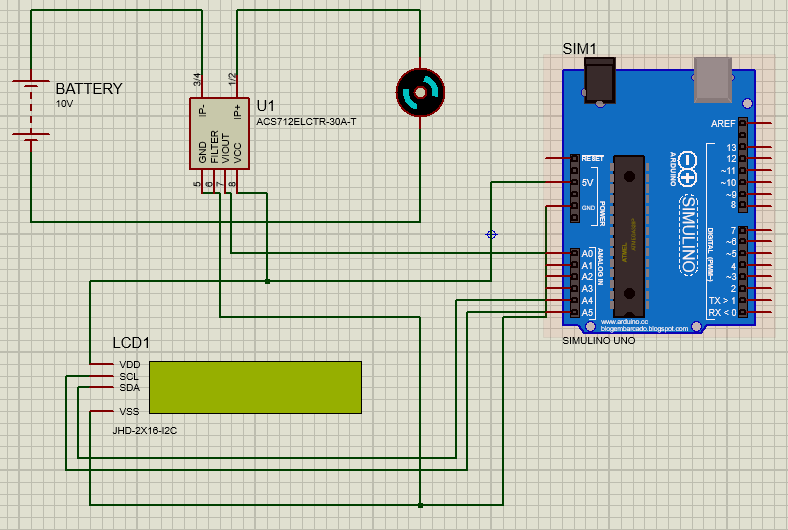 SIM1
BATTERY
10V
3/4
1/2
IP-
IP+
U1
ACS712ELCTR-30A-T
GND
FILTER
VIOUT
VCC
5
6
7
8
AREF
RESET
5V
GND
POWER
13
12
~11
~10
~9
8
ARDUINO
SIMULINO
DIGITAL (PWM~)
7
~6
~5
4
~3
2
TX > 1
RX < 0
ATMEL
ANALOG IN
A0
A1
A2
A3
A4
A5
www.arduino.cc
blogembarcado.blogspot.com
SIMULINO UNO
LCD1
VDD
SCL
SDA
VSS
JHD-2X16-I2C